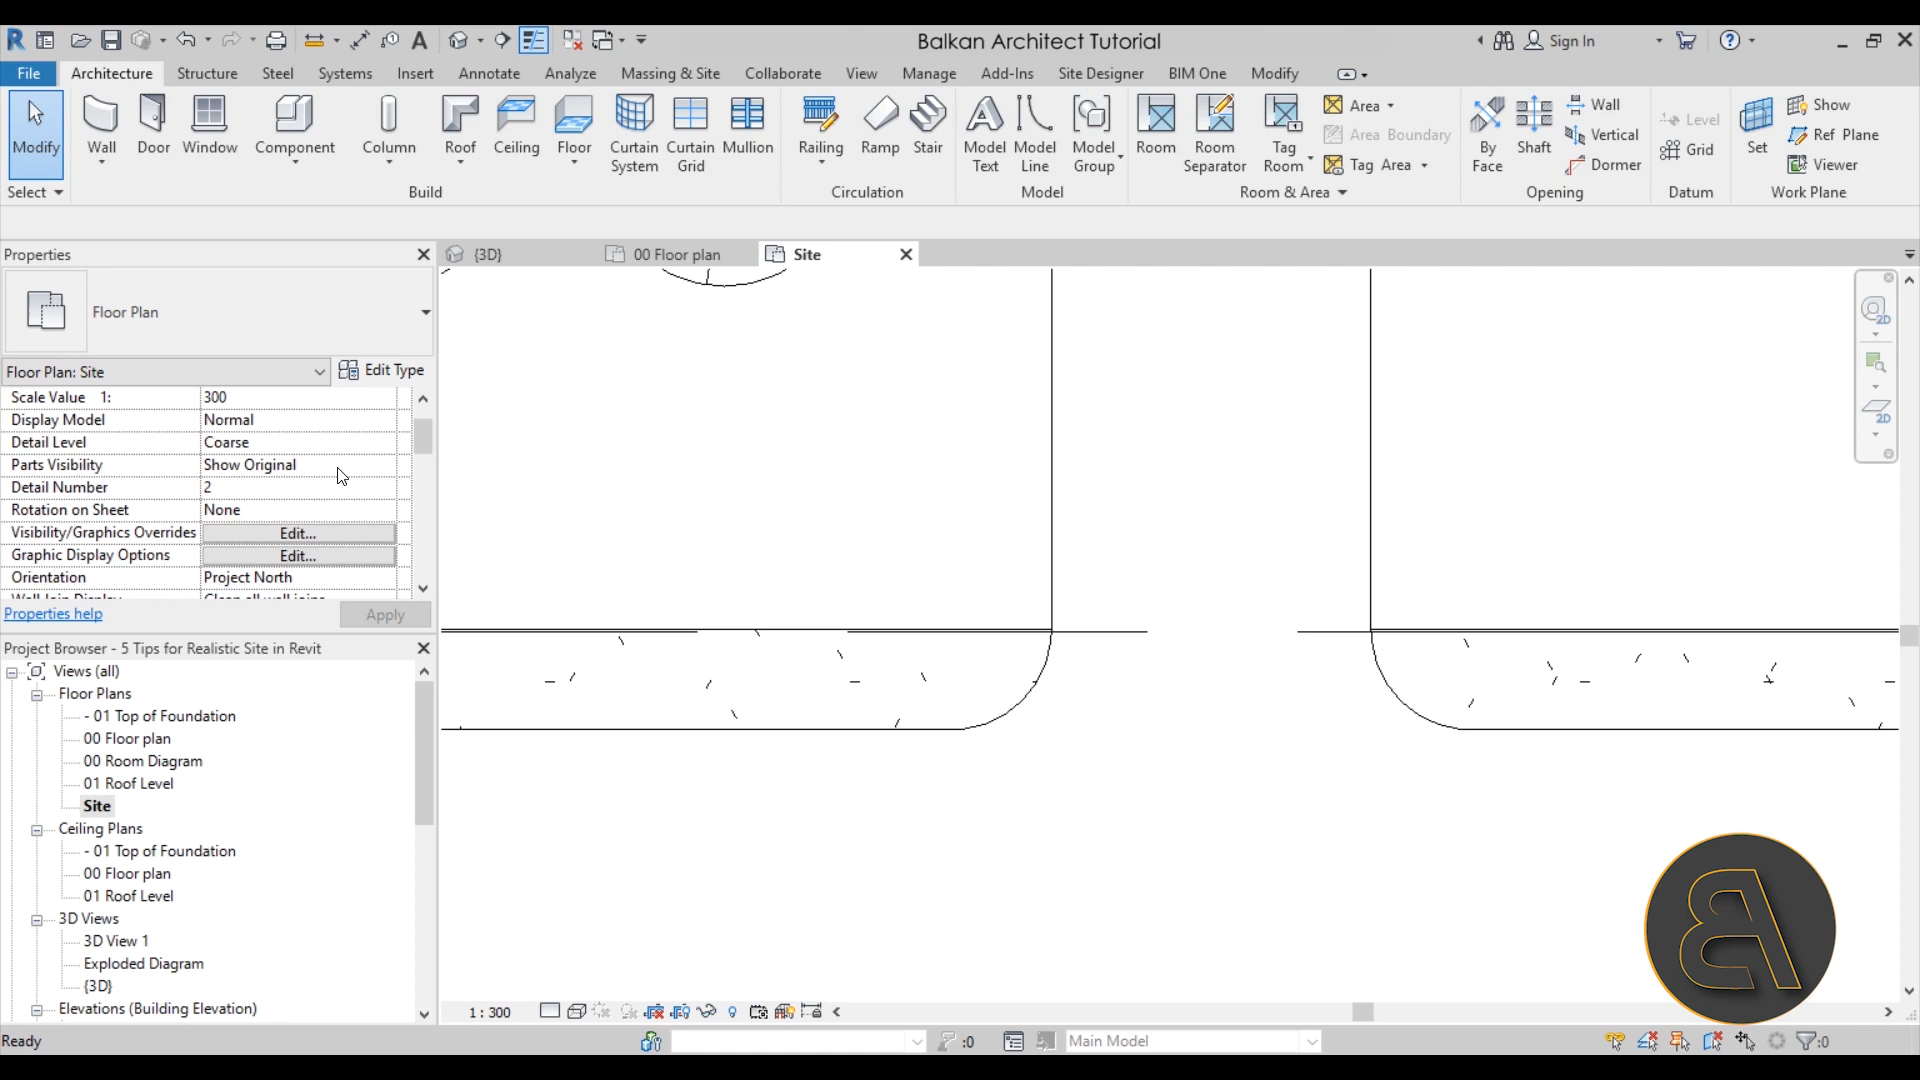 Balkan Architect Tutorial
Sign In
File Architecture Structure Steel Systems Insert Annotate Analyze Massing & Site Collaborate View Manage Add-Ins Site Designer BIM One Modify
Modify Wall Door Window Component Column Roof Ceiling Floor Curtain System Curtain Grid Mullion Railing Ramp Stair Model Text Model Line Model Group Room Room Separator Tag Room
Area
Area Boundary
Tag Area
By Face Shaft
Wall
Vertical
Dormer
Level
Grid
Set
Show
Ref Plane
Viewer
Select Build Circulation Model Room & Area Opening Datum Work Plane
Properties
{3D} 00 Floor plan Site
Floor Plan
Floor Plan: Site Edit Type
Scale Value 1: 300
Display Model Normal
Detail Level Coarse
Parts Visibility Show Original
Detail Number 2
Rotation on Sheet None
Visibility/Graphics Overrides Edit...
Graphic Display Options Edit...
Orientation Project North
Wall Join Display Clean all wall joins
Properties help Apply
Project Browser - 5 Tips for Realistic Site in Revit
Views (all)
Floor Plans
- 01 Top of Foundation
00 Floor plan
00 Room Diagram
01 Roof Level
Site
Ceiling Plans
- 01 Top of Foundation
00 Floor plan
01 Roof Level
3D Views
3D View 1
Exploded Diagram
{3D}
Elevations (Building Elevation)
2D
2D
1 : 300
Ready :0 Main Model :0